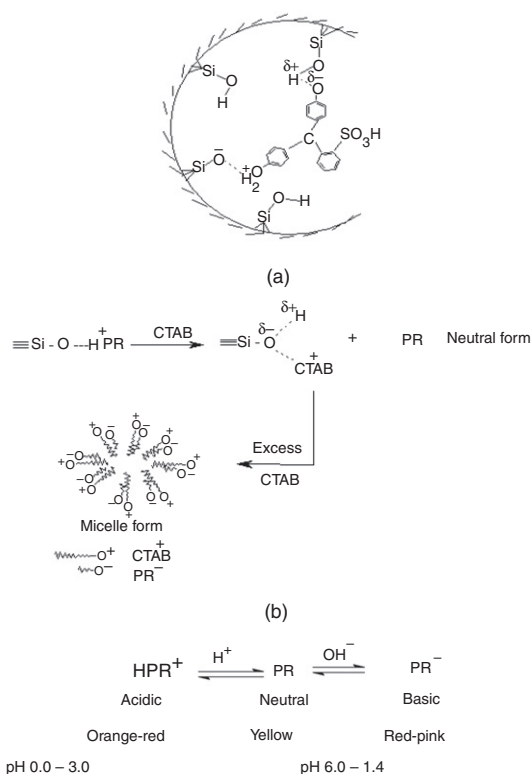 Si
δ+
O
H
δ−
O
Si
O
H
C
SO3H
Si
O−
H2O+
Si
O—H
(a)
≡Si - O ---H+PR
CTAB
≡Si-O
δ−
δ+
H
CTAB+
+
PR
Neutral form
Excess
CTAB
Micelle form
O+ CTAB+
O− PR−
(b)
HPR+ H+ PR OH− PR−
Acidic Neutral Basic
Orange-red Yellow Red-pink
pH 0.0 – 3.0 pH 6.0 – 1.4